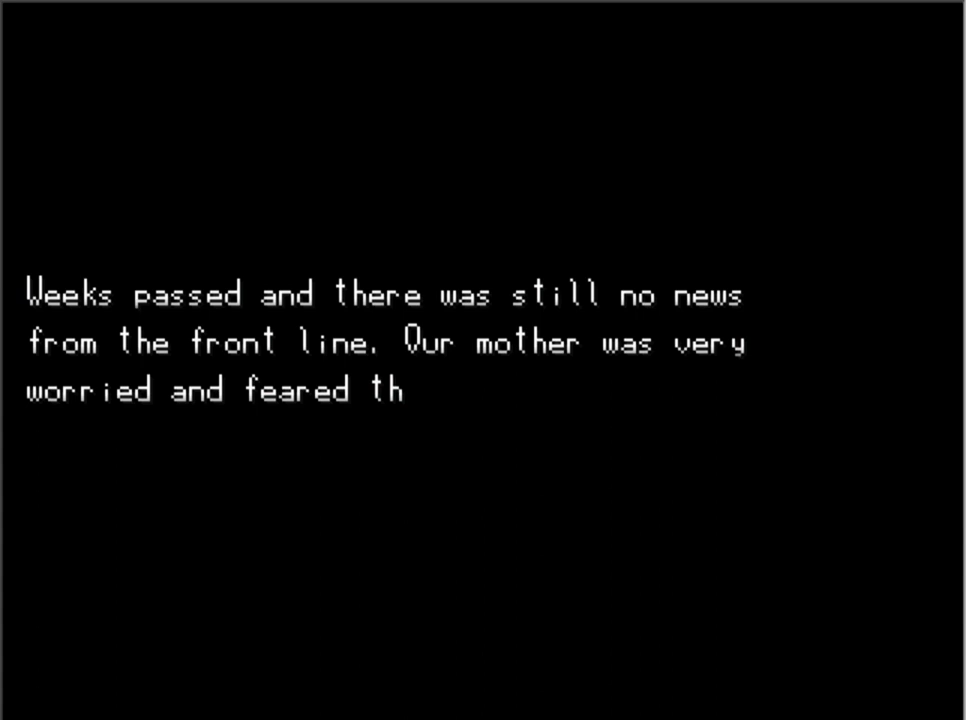 Weeks passed and there was still no news
from the front line. Our mother was very
worried and feared th